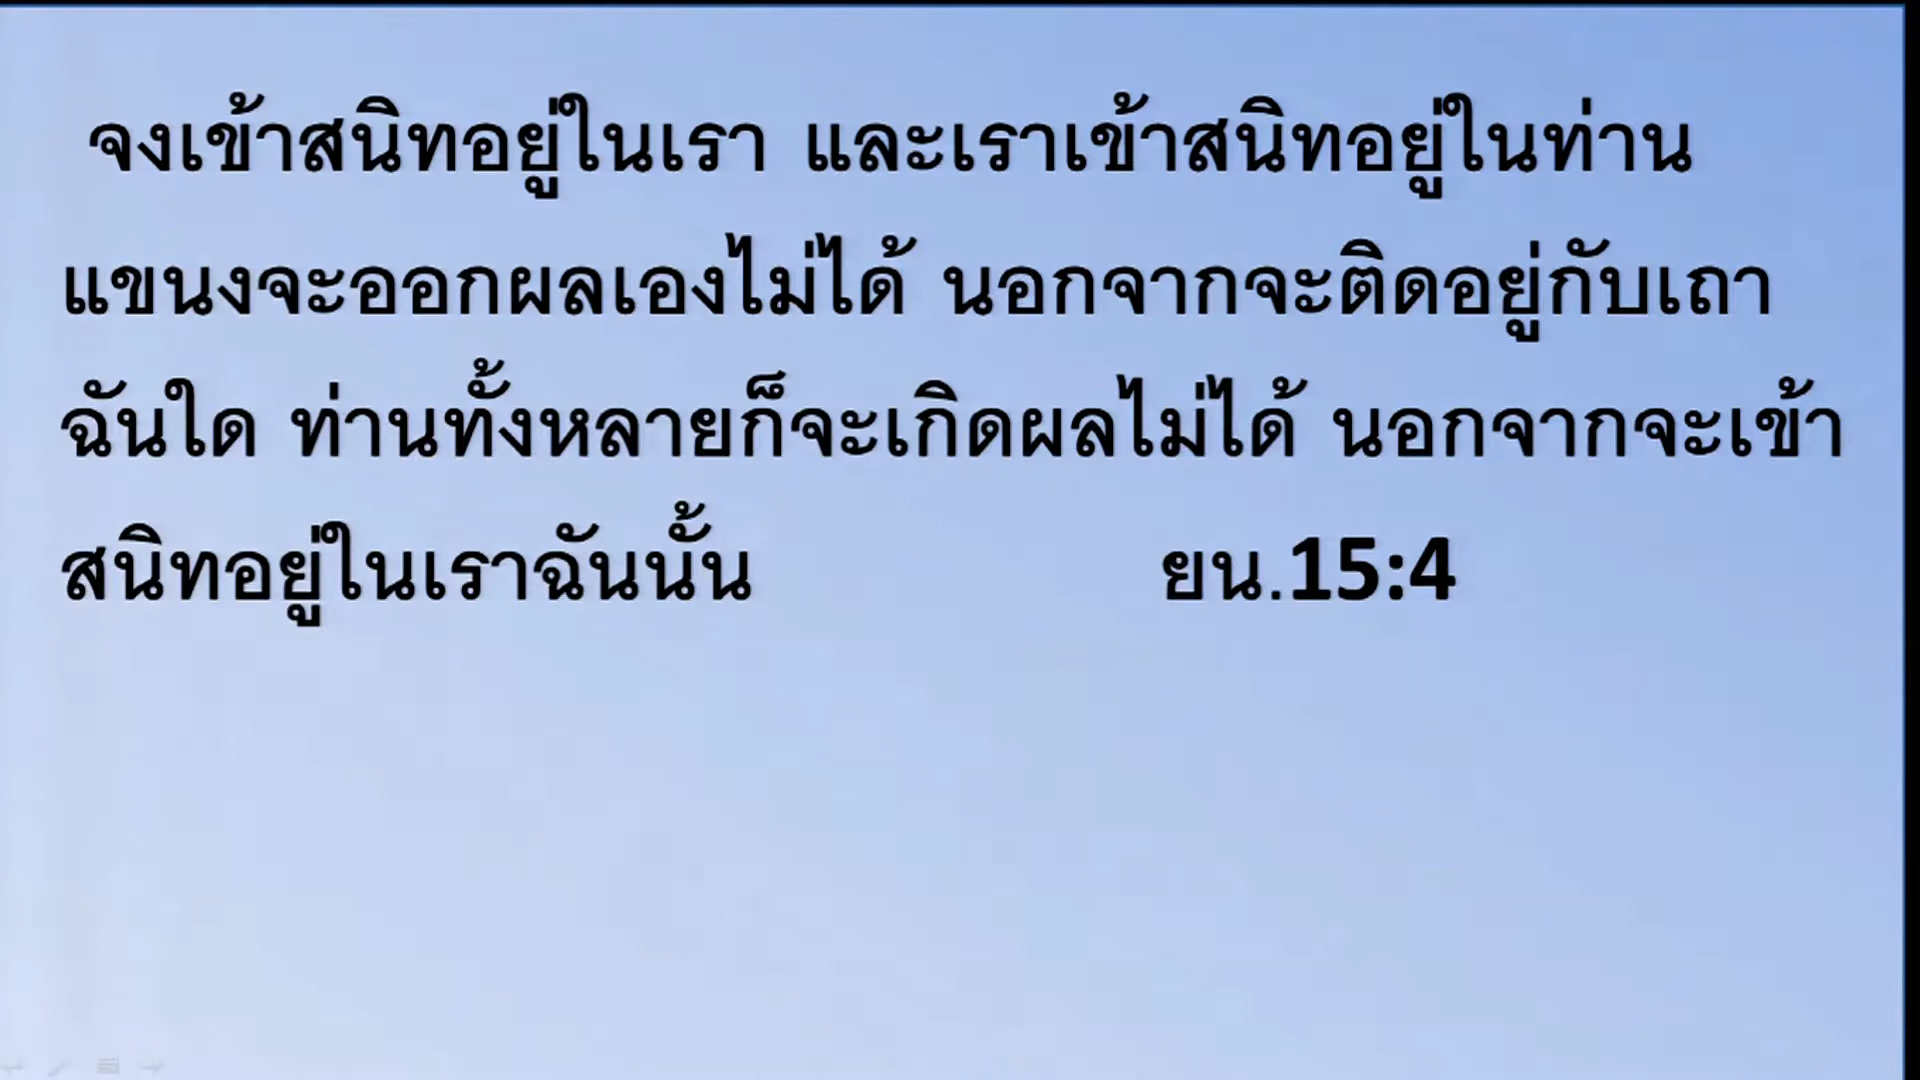 จงเข้าสนิทอยู่ในเรา และเราเข้าสนิทอยู่ในท่าน
แขนงจะออกผลเองไม่ได้ นอกจากจะติดอยู่กับเถา
ฉันใด ท่านทั้งหลายก็จะเกิดผลไม่ได้ นอกจากจะเข้า
สนิทอยู่ในเราฉันนั้น ยน.15:4